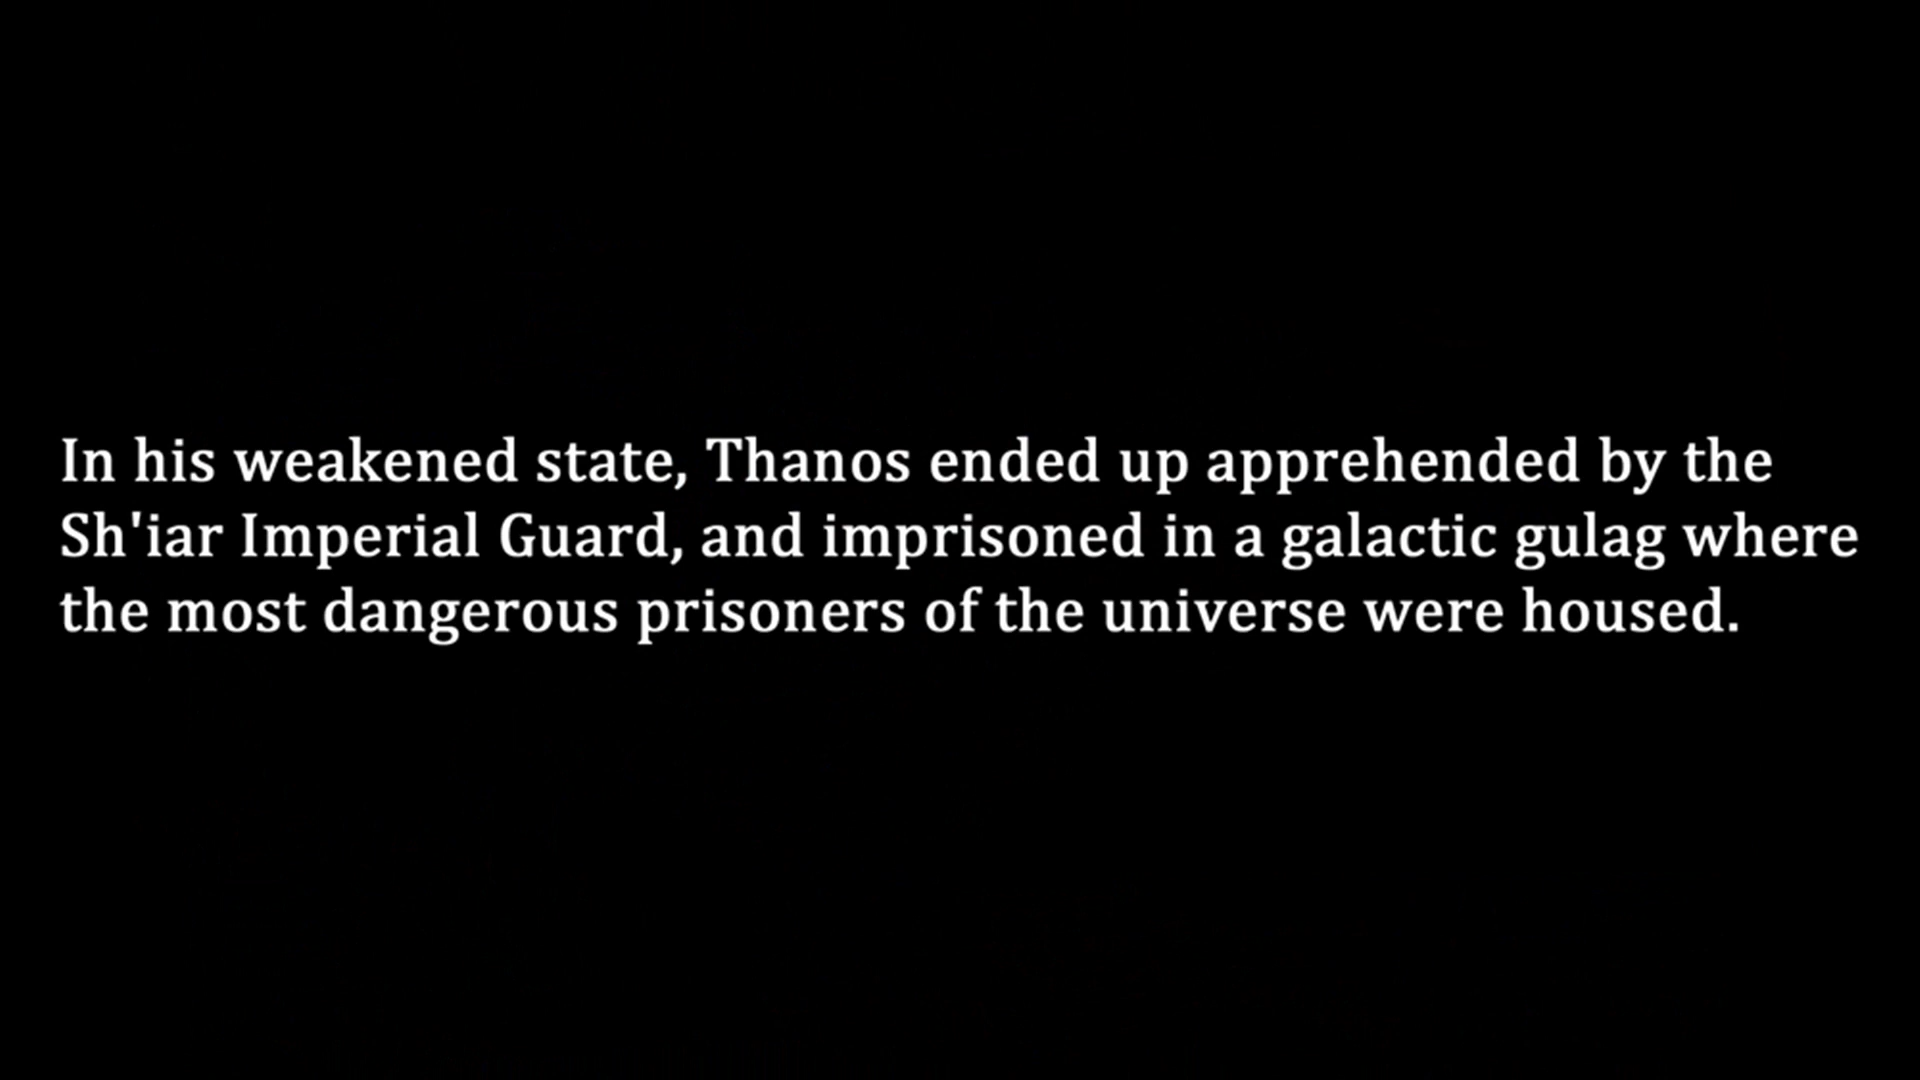 In his weakened state, Thanos ended up apprehended by the
Sh'iar Imperial Guard, and imprisoned in a galactic gulag where
the most dangerous prisoners of the universe were housed.